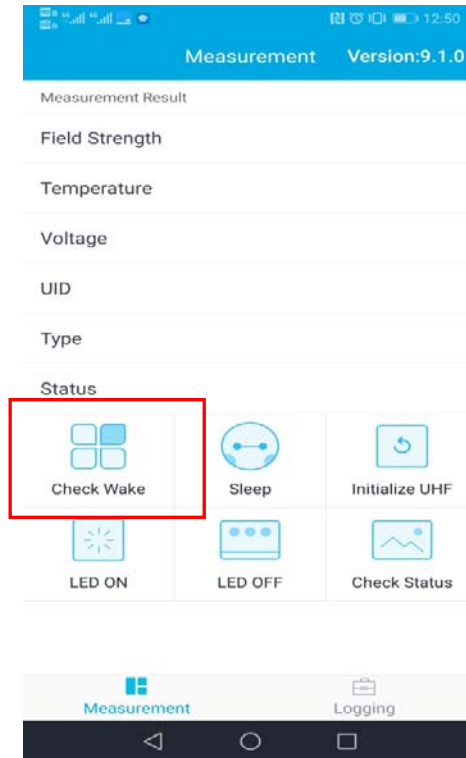 12:50
Measurement Version:9.1.0
Measurement Result
Field Strength
Temperature
Voltage
UID
Type
Status
Check Wake Sleep Initialize UHF
LED ON LED OFF Check Status
Measurement Logging